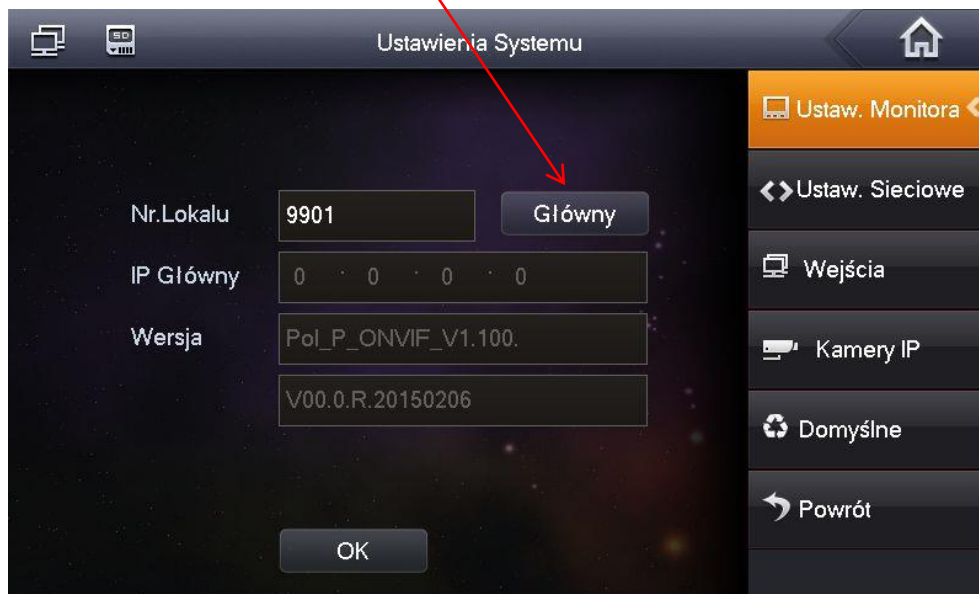 SD
Ustawienia Systemu
Ustaw. Monitora
Nr.Lokalu
9901
Główny
Ustaw. Sieciowe
IP Główny
0 . 0 . 0 . 0
Wejścia
Wersja
Pol_P_ONVIF_V1.100.
Kamery IP
V00.0.R.20150206
Domyślne
Powrót
OK